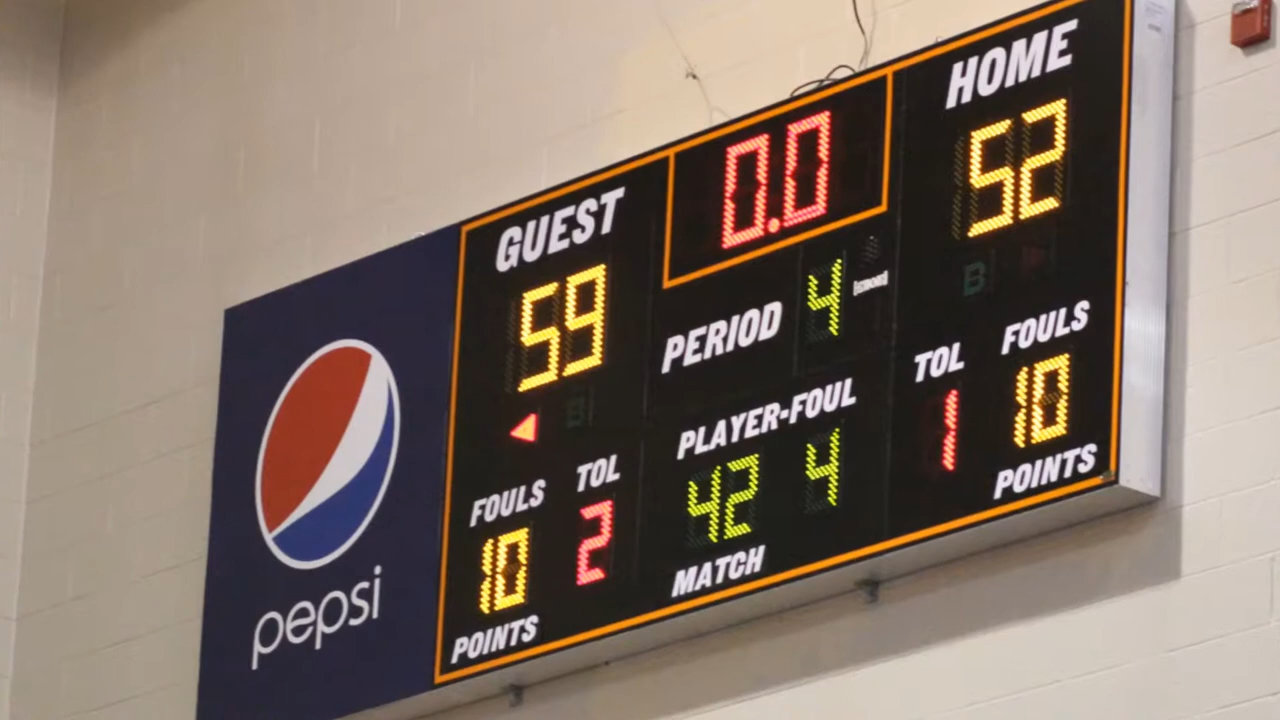 HOME
52
0.0
GUEST
59
PERIOD 4
B
TOL
1
FOULS
10
POINTS
PLAYER-FOUL
42 4
MATCH
FOULS
10
POINTS
TOL
2
pepsi